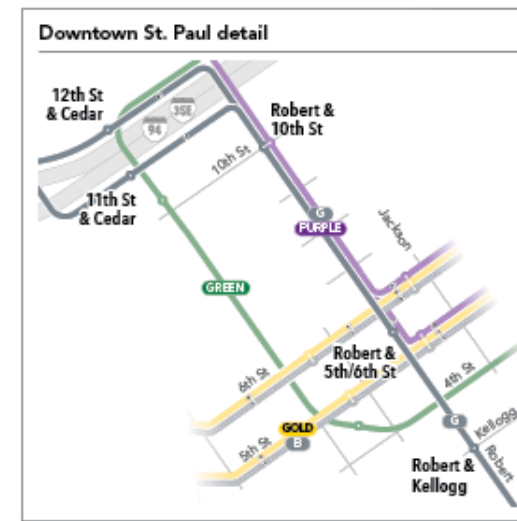 Downtown St. Paul detail
12th St
& Cedar
35E
94
Robert &
10th St
10th St
11th St
& Cedar
G
PURPLE
Jackson
GREEN
Robert &
5th/6th St
6th St
4th St
GOLD
B
5th St
G
Kellogg
Robert
Robert &
Kellogg